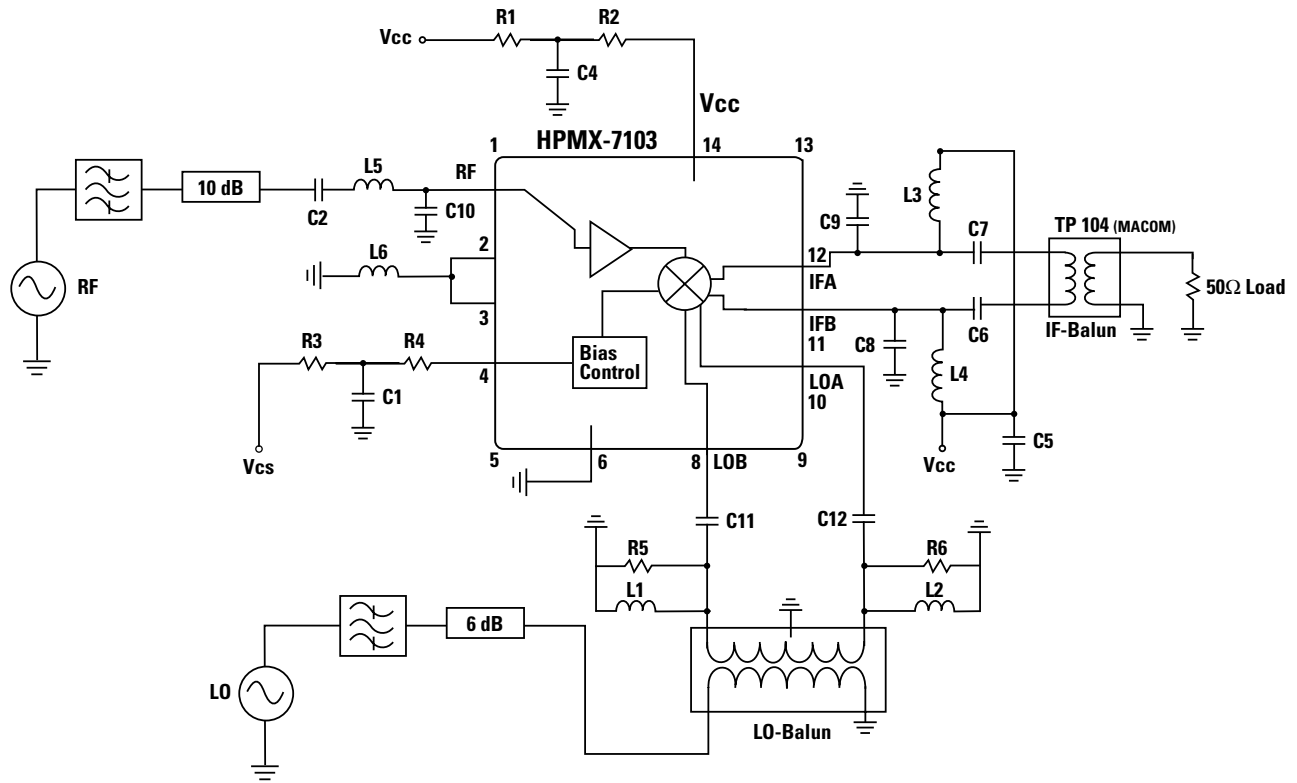 R1 R2
Vcc
C4
Vcc
HPMX-7103
1 14 13
RF
L5
10 dB
C2
C10
2
L6
RF
3
R3 R4
4
C1
Vcs
Bias
Control
5 6 8 LOB 9
12
IFA
IFB
11
LOA
10
C9
L3
C7
TP 104 (MACOM)
50Ω Load
C6
IF-Balun
C8
L4
Vcc
C5
C11
C12
R5
L1
R6
L2
6 dB
LO
LO-Balun